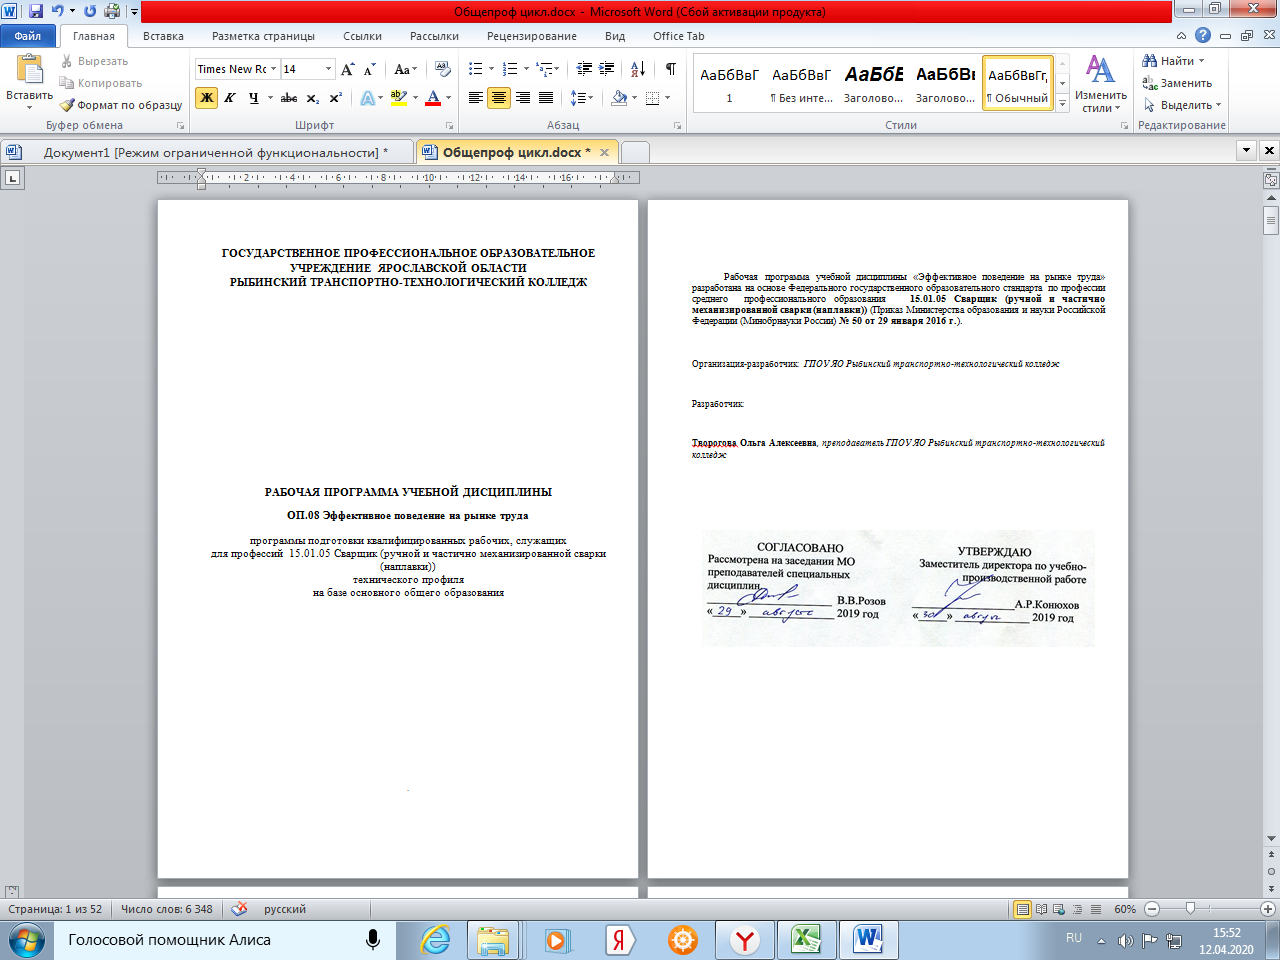 Общепроф цикл.docx - Microsoft Word (Сбой активации продукта)
Файл Главная Вставка Разметка страницы Ссылки Рассылки Рецензирование Вид Office Tab
Вставить
Вырезать
Копировать
Формат по образцу
Буфер обмена
Times New Rc 14
Шрифт
Абзац
АаБбВвГ АаБбВвГ АаБбЕ АаБбВв АаБбВвГг,
1 ¶ Без инте... Заголово... Заголово... ¶ Обычный
Стили
Изменить стили
Найти
Заменить
Выделить
Редактирование
Документ1 [Режим ограниченной функциональности] * Общепроф цикл.docx *
2 4 6 8 10 12 14 16
ГОСУДАРСТВЕННОЕ ПРОФЕССИОНАЛЬНОЕ ОБРАЗОВАТЕЛЬНОЕ
УЧРЕЖДЕНИЕ ЯРОСЛАВСКОЙ ОБЛАСТИ
РЫБИНСКИЙ ТРАНСПОРТНО-ТЕХНОЛОГИЧЕСКИЙ КОЛЛЕДЖ
РАБОЧАЯ ПРОГРАММА УЧЕБНОЙ ДИСЦИПЛИНЫ
ОП.08 Эффективное поведение на рынке труда
программы подготовки квалифицированных рабочих, служащих
для профессий 15.01.05 Сварщик (ручной и частично механизированной сварки
(наплавки))
технического профиля
на базе основного общего образования
Рабочая программа учебной дисциплины «Эффективное поведение на рынке труда»
разработана на основе Федерального государственного образовательного стандарта по профессии
среднего профессионального образования 15.01.05 Сварщик (ручной и частично
механизированной сварки (наплавки)) (Приказ Министерства образования и науки Российской
Федерации (Минобрнауки России) № 50 от 29 января 2016 г.).
Организация-разработчик: ГПОУ ЯО Рыбинский транспортно-технологический колледж
Разработчик:
Творогова Ольга Алексеевна, преподаватель ГПОУ ЯО Рыбинский транспортно-технологический
колледж
СОГЛАСОВАНО
Рассмотрена на заседании МО
преподавателей специальных
дисциплин
В.В.Розов
«29» августа 2019 год
УТВЕРЖДАЮ
Заместитель директора по учебно-
производственной работе
А.Р.Конюхов
«30» август 2019 год
Страница: 1 из 52 Число слов: 6 348 русский 60%
Голосовой помощник Алиса
RU
15:52
12.04.2020